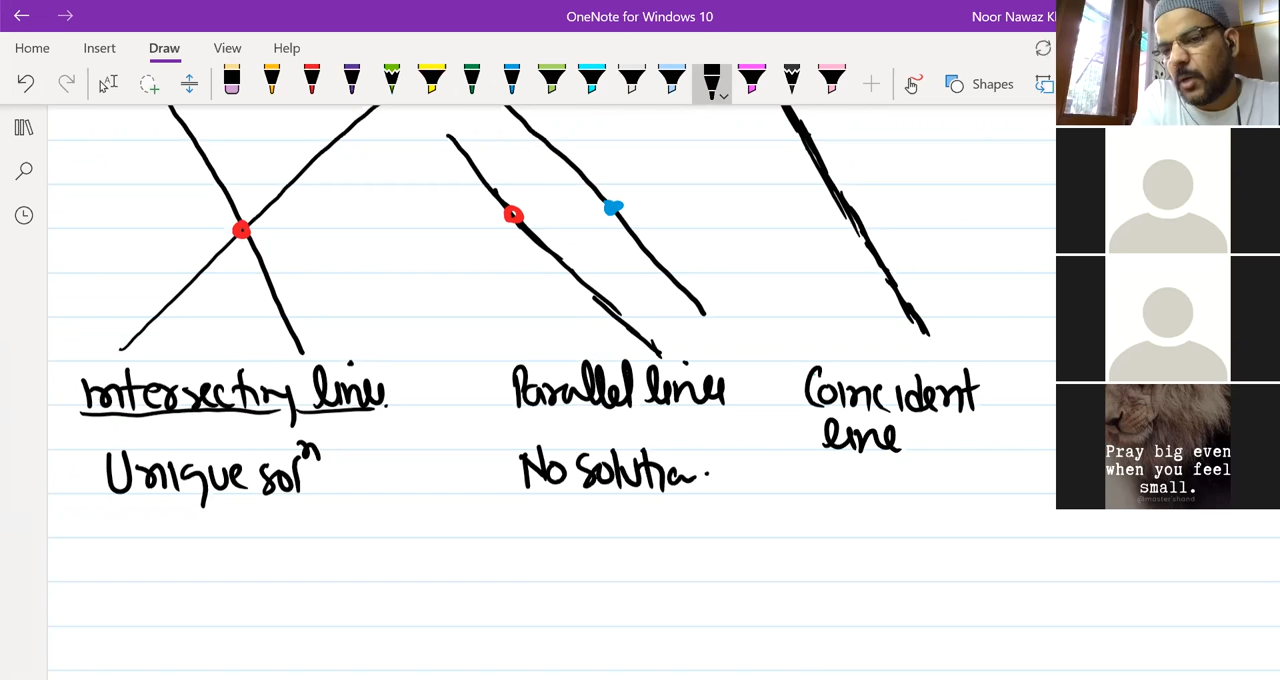 OneNote for Windows 10
Noor Nawaz K
Home Insert Draw View Help
Shapes
Intersecting line.
Unique solⁿ
Parallel lines
No Solution.
Coincident
line
Pray big even
when you feel
small.